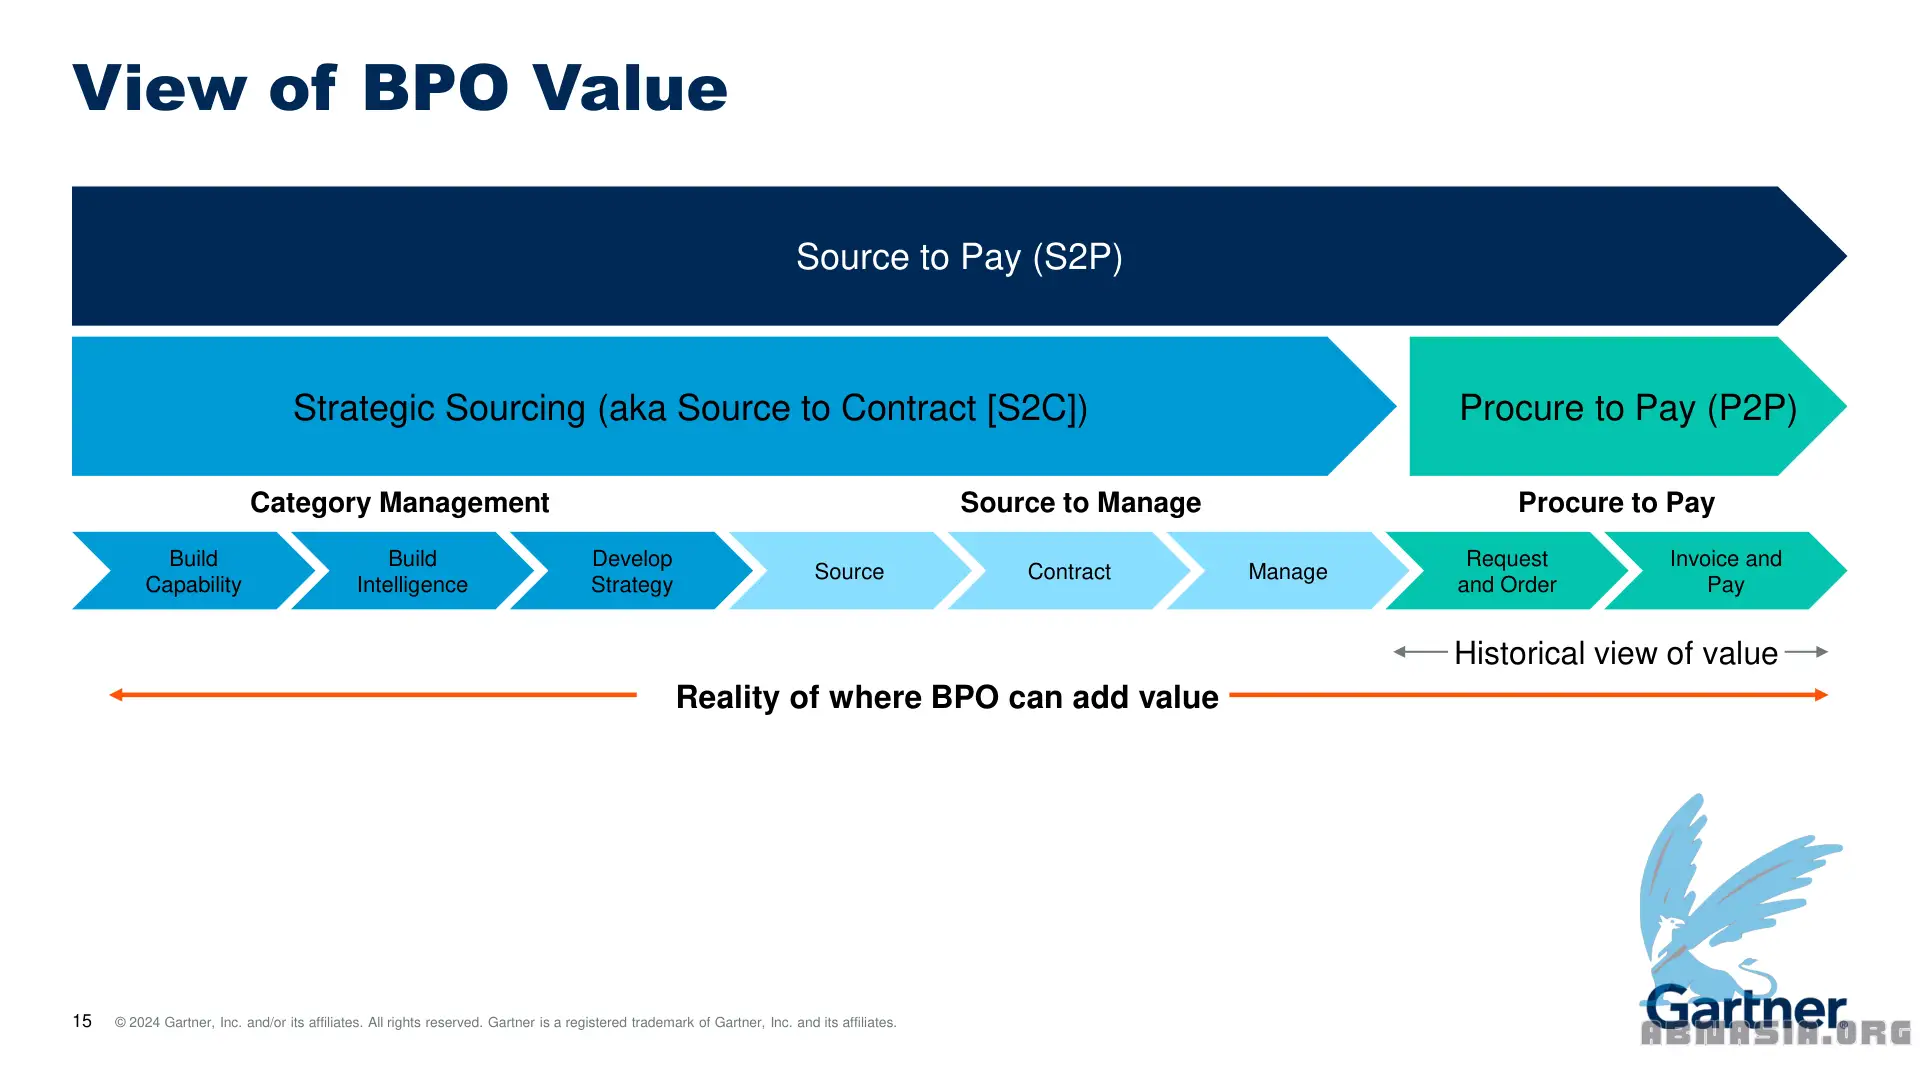 View of BPO Value
Source to Pay (S2P)
Strategic Sourcing (aka Source to Contract [S2C])
Procure to Pay (P2P)
Category Management
Source to Manage
Procure to Pay
Build
Capability
Build
Intelligence
Develop
Strategy
Source
Contract
Manage
Request
and Order
Invoice and
Pay
Historical view of value
Reality of where BPO can add value
Gartner®
ABNASIA.ORG
15
© 2024 Gartner, Inc. and/or its affiliates. All rights reserved. Gartner is a registered trademark of Gartner, Inc. and its affiliates.